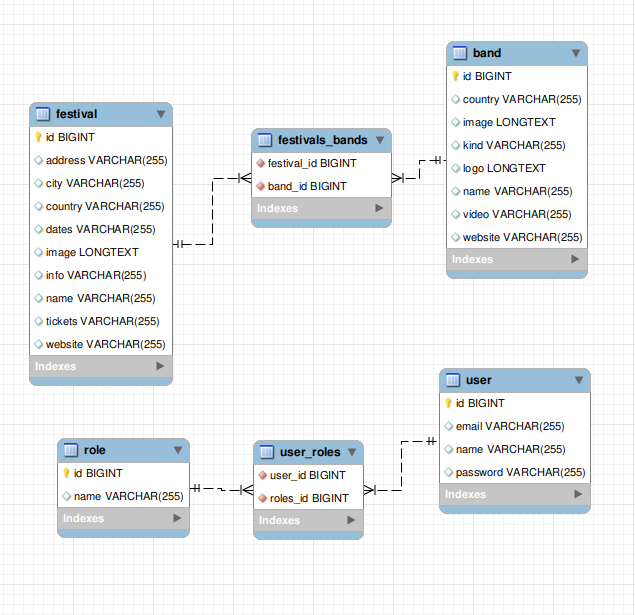 festival
id BIGINT
address VARCHAR(255)
city VARCHAR(255)
country VARCHAR(255)
dates VARCHAR(255)
image LONGTEXT
info VARCHAR(255)
name VARCHAR(255)
tickets VARCHAR(255)
website VARCHAR(255)
Indexes
festivals_bands
festival_id BIGINT
band_id BIGINT
Indexes
band
id BIGINT
country VARCHAR(255)
image LONGTEXT
kind VARCHAR(255)
logo LONGTEXT
name VARCHAR(255)
video VARCHAR(255)
website VARCHAR(255)
Indexes
role
id BIGINT
name VARCHAR(255)
Indexes
user_roles
user_id BIGINT
roles_id BIGINT
Indexes
user
id BIGINT
email VARCHAR(255)
name VARCHAR(255)
password VARCHAR(255)
Indexes